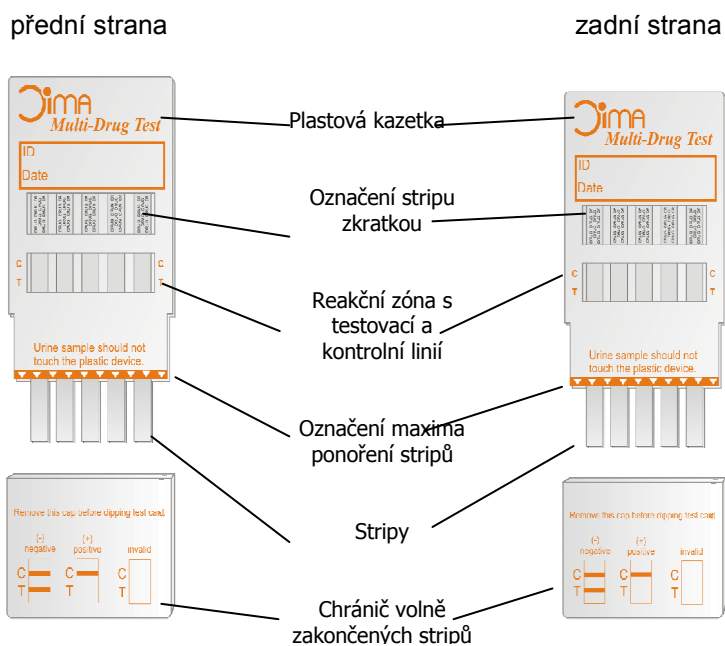 přední strana
zadní strana
Dima
Multi-Drug Test
ID
Date
C C
T T
Urine sample should not
touch the plastic device.
Remove this cap before dipping test card.
(-) (+)
negative positive invalid
C C C
T T T
Plastová kazetka
Označení stripu
zkratkou
Reakční zóna s
testovací a
kontrolní linií
Označení maxima
ponoření stripů
Stripy
Chránič volně
zakončených stripů
Dima
Multi-Drug Test
ID
Date
C C
T T
Urine sample should not
touch the plastic device.
Remove this cap before dipping test card.
(-) (+)
negative positive invalid
C C C
T T T